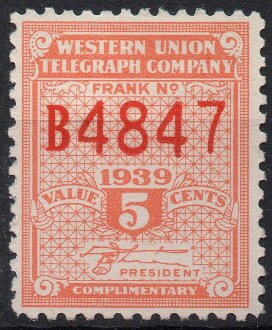 WESTERN UNION
TELEGRAPH COMPANY
FRANK Nº
B4847
1939
VALUE 5 CENTS
PRESIDENT
COMPLIMENTARY